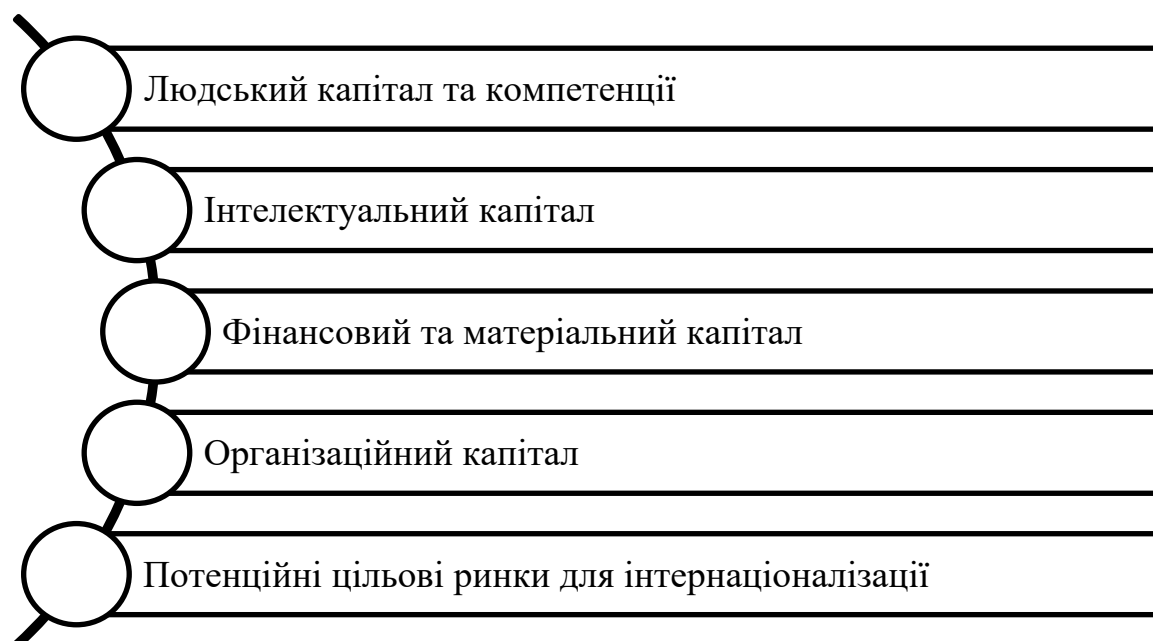 Людський капітал та компетенції
Інтелектуальний капітал
Фінансовий та матеріальний капітал
Організаційний капітал
Потенційні цільові ринки для інтернаціоналізації